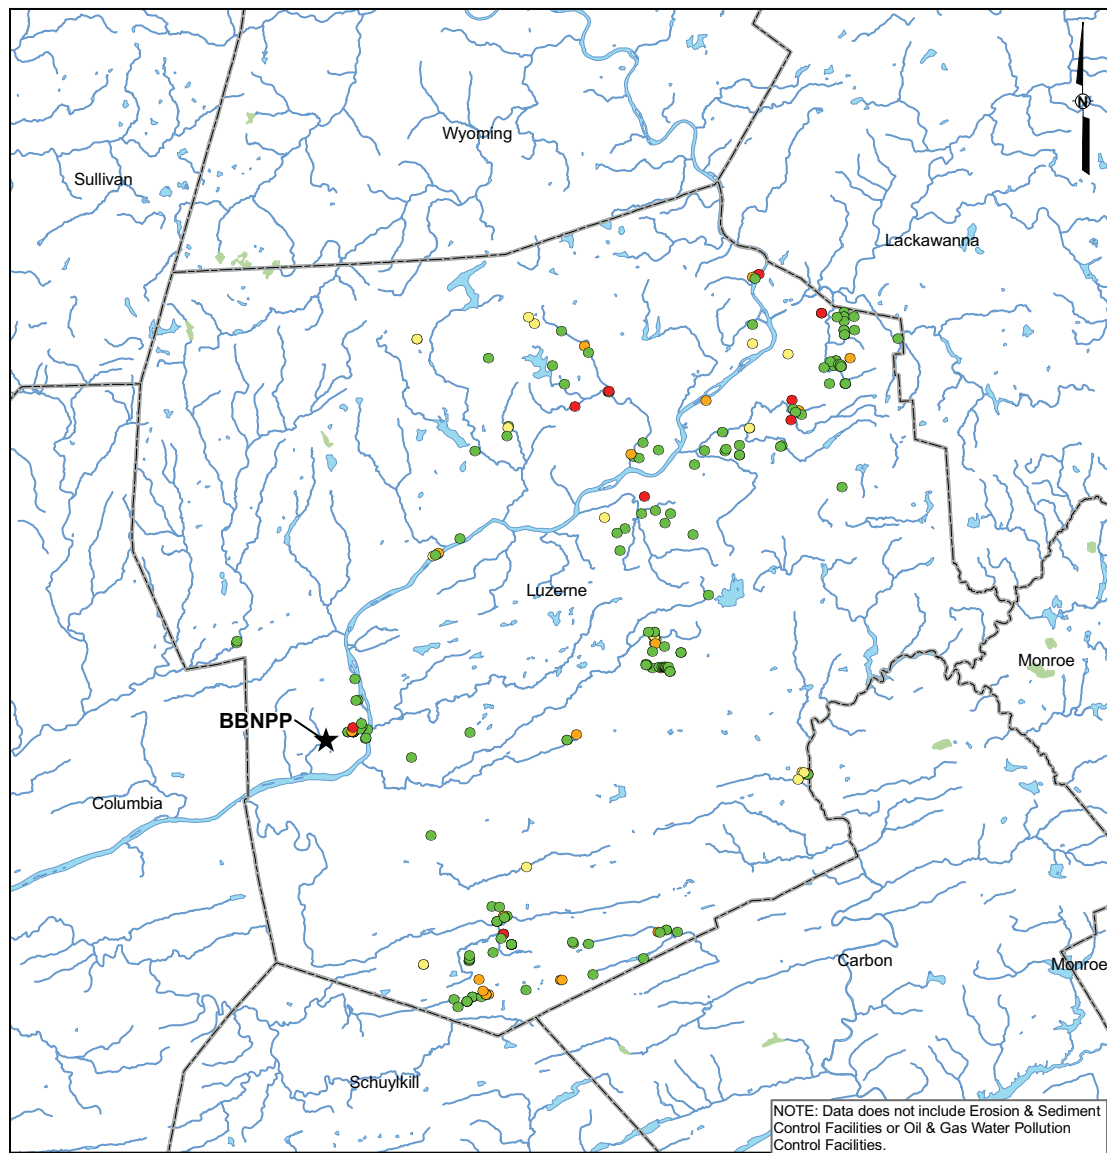 N
Wyoming
Sullivan
Lackawanna
Luzerne
Monroe
BBNPP
Columbia
Carbon
Monroe
Schuylkill
NOTE: Data does not include Erosion & Sediment
Control Facilities or Oil & Gas Water Pollution
Control Facilities.